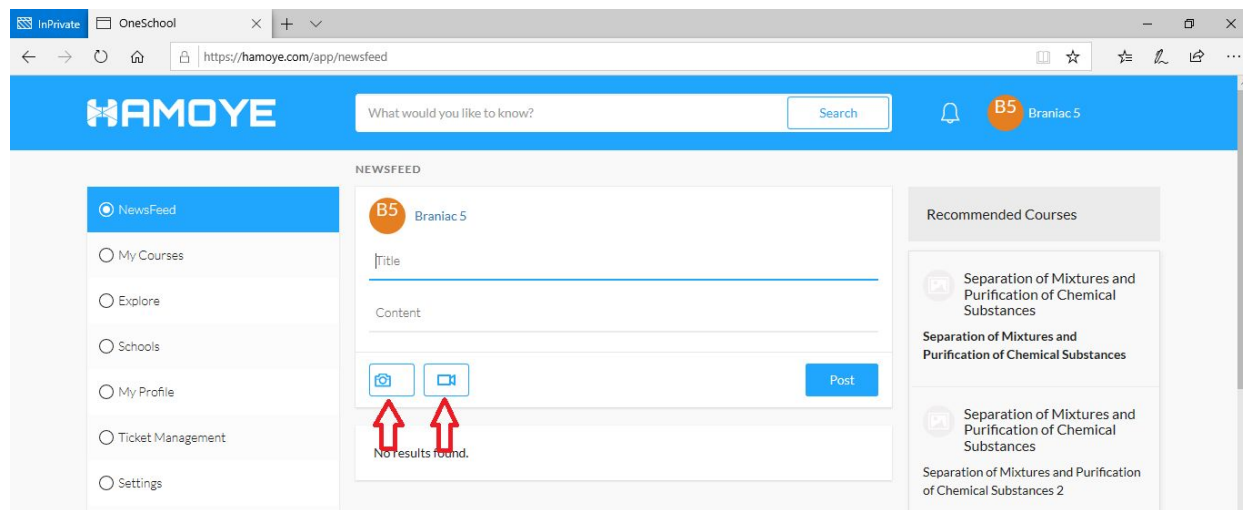 InPrivate
OneSchool
https://hamoye.com/app/newsfeed
HAMOYE
What would you like to know?
Search
B5
Braniac 5
NEWSFEED
NewsFeed
My Courses
Explore
Schools
My Profile
Ticket Management
Settings
B5
Braniac 5
Title
Content
Post
No results found.
Recommended Courses
Separation of Mixtures and
Purification of Chemical
Substances
Separation of Mixtures and
Purification of Chemical Substances
Separation of Mixtures and
Purification of Chemical
Substances
Separation of Mixtures and Purification
of Chemical Substances 2